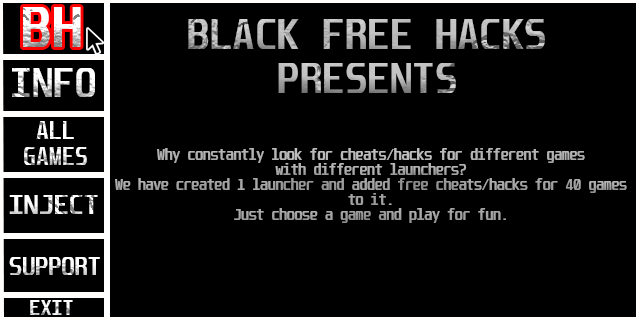 BH
INFO
ALL
GAMES
INJECT
SUPPORT
EXIT
BLACK FREE HACKS
PRESENTS
Why constantly look for cheats/hacks for different games
with different launchers?
We have created 1 launcher and added free cheats/hacks for 40 games
to it.
Just choose a game and play for fun.